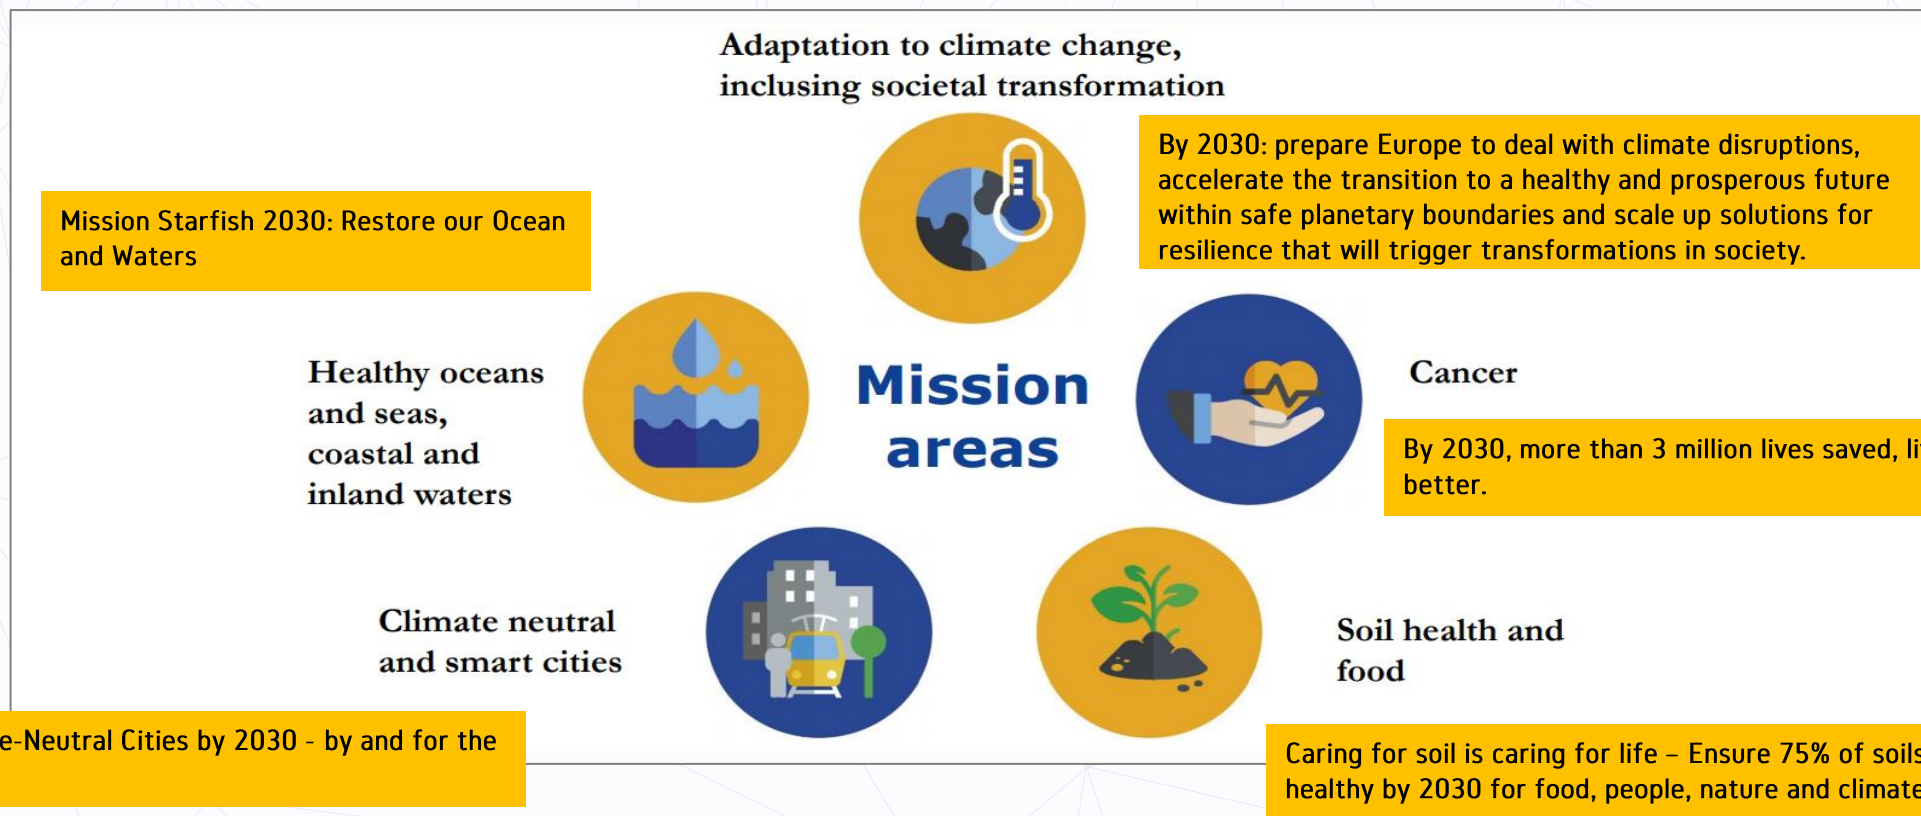 Adaptation to climate change,
inclusing societal transformation
By 2030: prepare Europe to deal with climate disruptions,
accelerate the transition to a healthy and prosperous future
within safe planetary boundaries and scale up solutions for
resilience that will trigger transformations in society.
Mission Starfish 2030: Restore our Ocean
and Waters
Healthy oceans
and seas,
coastal and
inland waters
Mission
areas
Cancer
By 2030, more than 3 million lives saved,
better.
Climate neutral
and smart cities
Soil health and
food
e-Neutral Cities by 2030 - by and for the
Caring for soil is caring for life – Ensure 75% of soils
healthy by 2030 for food, people, nature and climate